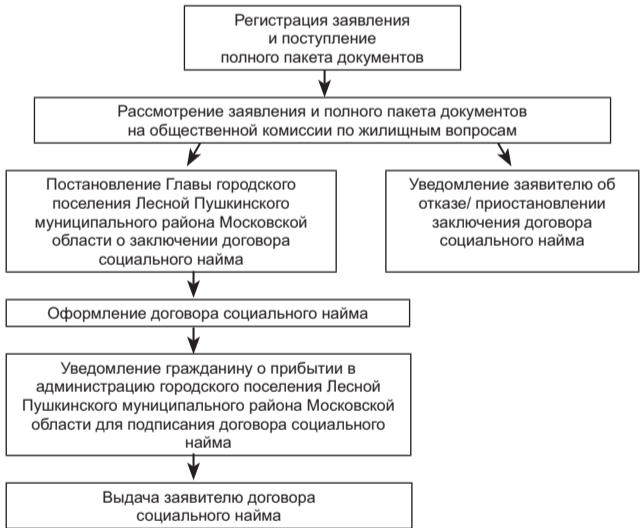 Регистрация заявления
и поступление
полного пакета документов
Рассмотрение заявления и полного пакета документов
на общественной комиссии по жилищным вопросам
Постановление Главы городского
поселения Лесной Пушкинского
муниципального района Московской
области о заключении договора
социального найма
Уведомление заявителю об
отказе/ приостановлении
заключения договора
социального найма
Оформление договора социального найма
Уведомление гражданину о прибытии в
администрацию городского поселения Лесной
Пушкинского муниципального района Московской
области для подписания договора социального
найма
Выдача заявителю договора
социального найма